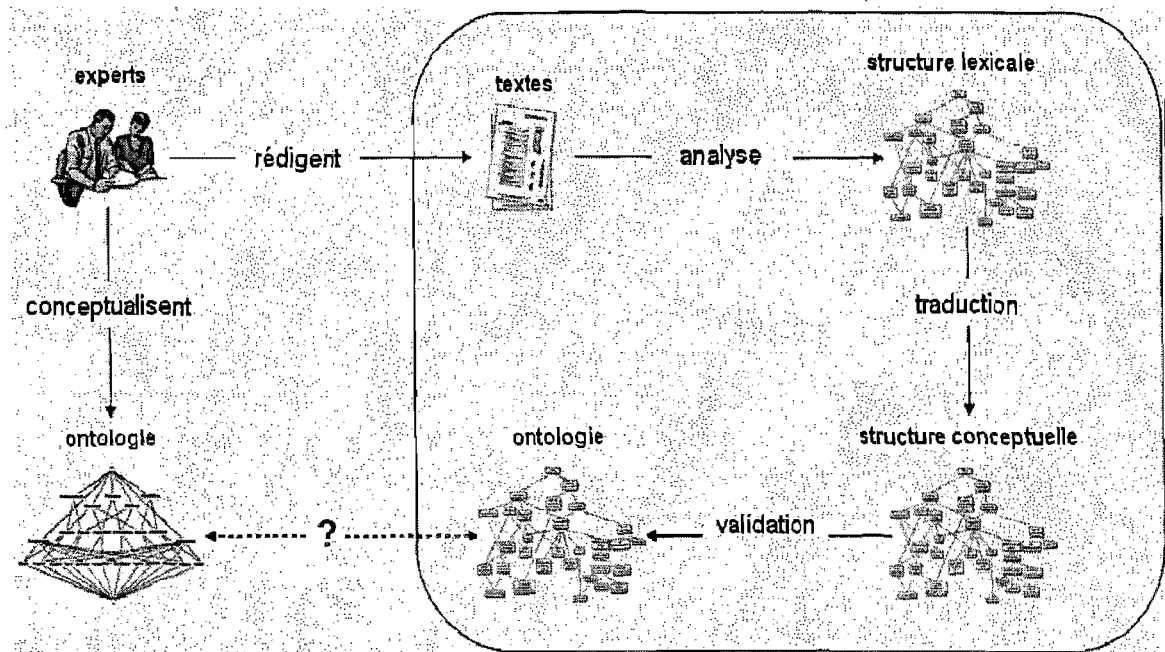 experts
textes
structure lexicale
rédigent
analyse
conceptualisent
traduction
ontologie
ontologie
structure conceptuelle
?
validation